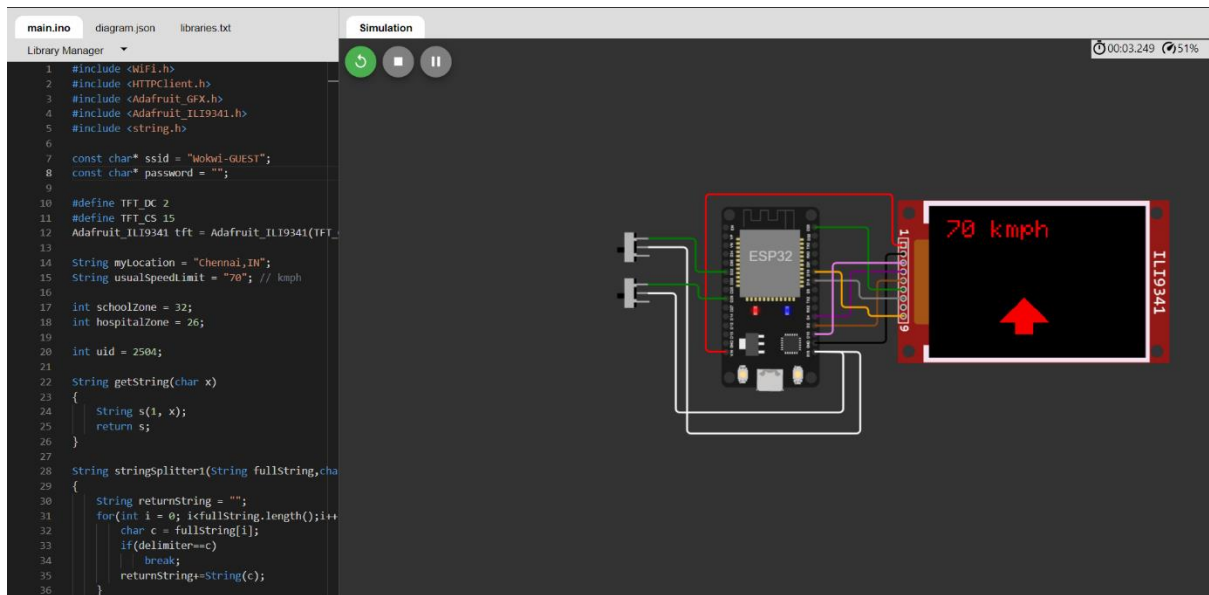 main.ino diagram.json libraries.txt
Library Manager
1 #include <WiFi.h>
2 #include <HTTPClient.h>
3 #include <Adafruit_GFX.h>
4 #include <Adafruit_ILI9341.h>
5 #include <string.h>
6
7 const char* ssid = "Wokwi-GUEST";
8 const char* password = "";
9
10 #define TFT_DC 2
11 #define TFT_CS 15
12 Adafruit_ILI9341 tft = Adafruit_ILI9341(TFT_
13
14 String myLocation = "Chennai,IN";
15 String usualSpeedLimit = "70"; // kmph
16
17 int schoolZone = 32;
18 int hospitalZone = 26;
19
20 int uid = 2504;
21
22 String getString(char x)
23 {
24 String s(1, x);
25 return s;
26 }
27
28 String stringSplitter1(String fullString,cha
29 {
30 String returnString = "";
31 for(int i = 0; i<fullString.length();i++
32 char c = fullString[i];
33 if(delimiter==c)
34 break;
35 returnString+=String(c);
36 }
Simulation
00:03.249 51%
ESP32
1
9
70 kmph
ILI9341